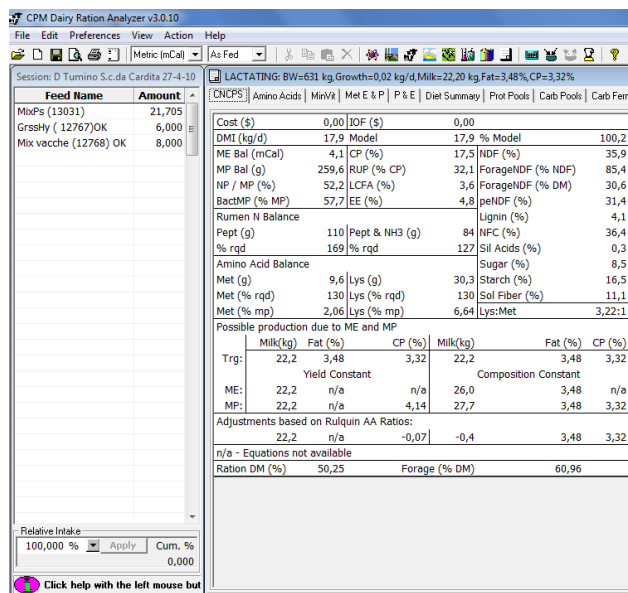 CPM Dairy Ration Analyzer v3.0.10
File Edit Preferences View Action Help
Metric (mCal) As Fed
Session: D Tumino S.c.da Cardita 27-4-10
Feed Name Amount
MixPs (13031) 21,705
GrssHy ( 12767)OK 6,000
Mix vacche (12768) OK 8,000
Relative Intake
100,000 % Apply Cum. %
0,000
Click help with the left mouse but
LACTATING: BW=631 kg,Growth=0,02 kg/d,Milk=22,20 kg,Fat=3,48%,CP=3,32%
CNCPS Amino Acids MinVit Met E & P P & E Diet Summary Prot Pools Carb Pools Carb Ferr
Cost ($) 0,00 IOF ($) 0,00
DMI (kg/d) 17,9 Model 17,9 % Model 100,2
ME Bal (mCal) 4,1 CP (%) 17,5 NDF (%) 35,9
MP Bal (g) 259,6 RUP (% CP) 32,1 ForageNDF (% NDF) 85,4
NP / MP (%) 52,2 LCFA (%) 3,6 ForageNDF (% DM) 30,6
BactMP (% MP) 57,7 EE (%) 4,8 peNDF (%) 31,4
Rumen N Balance Lignin (%) 4,1
Pept (g) 110 Pept & NH3 (g) 84 NFC (%) 36,4
% rqd 169 % rqd 127 Sil Acids (%) 0,3
Amino Acid Balance Sugar (%) 8,5
Met (g) 9,6 Lys (g) 30,3 Starch (%) 16,5
Met (% rqd) 130 Lys (% rqd) 130 Sol Fiber (%) 11,1
Met (% mp) 2,06 Lys (% mp) 6,64 Lys:Met 3,22:1
Possible production due to ME and MP
Milk(kg) Fat (%) CP (%) Milk(kg) Fat (%) CP (%)
Trg: 22,2 3,48 3,32 22,2 3,48 3,32
Yield Constant Composition Constant
ME: 22,2 n/a n/a 26,0 3,48 n/a
MP: 22,2 n/a 4,14 27,7 3,48 3,32
Adjustments based on Rulquin AA Ratios:
22,2 n/a -0,07 -0,4 3,48 3,32
n/a - Equations not available
Ration DM (%) 50,25 Forage (% DM) 60,96